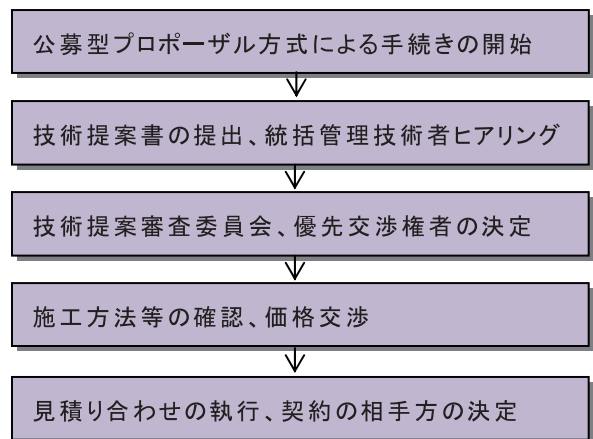 公募型プロポーザル方式による手続きの開始
技術提案書の提出、統括管理技術者ヒアリング
技術提案審査委員会、優先交渉権者の決定
施工方法等の確認、価格交渉
見積り合わせの執行、契約の相手方の決定